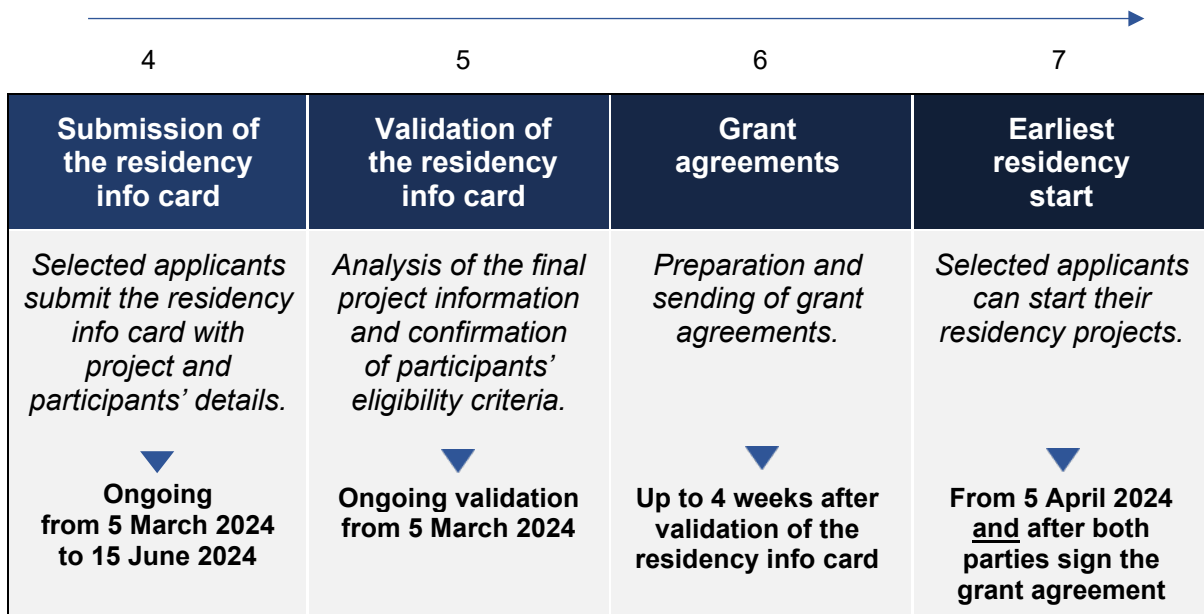 4
5
6
7
Submission of
the residency
info card
Validation of
the residency
info card
Grant
agreements
Earliest
residency
start
Selected applicants
submit the residency
info card with
project and
participants’ details.
Analysis of the final
project information
and confirmation
of participants’
eligibility criteria.
Preparation and
sending of grant
agreements.
Selected applicants
can start their
residency projects.
Ongoing
from 5 March 2024
to 15 June 2024
Ongoing validation
from 5 March 2024
Up to 4 weeks after
validation of the
residency info card
From 5 April 2024
and after both
parties sign the
grant agreement